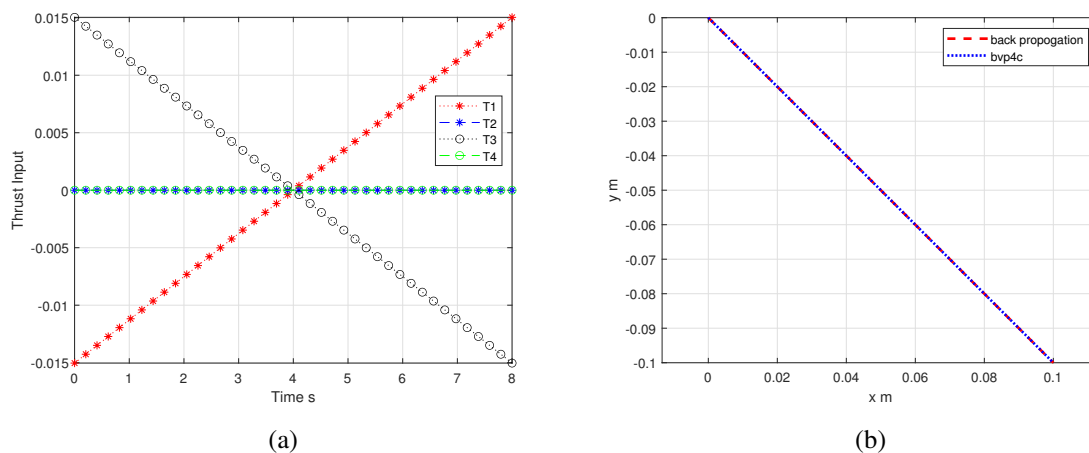 0.015
0.01
0.005
0
-0.005
-0.01
-0.015
Thrust Input
T1
T2
T3
T4
0 1 2 3 4 5 6 7 8
Time s
(a)
0
-0.01
-0.02
-0.03
-0.04
-0.05
-0.06
-0.07
-0.08
-0.09
-0.1
y m
back propogation
bvp4c
0 0.02 0.04 0.06 0.08 0.1
x m
(b)